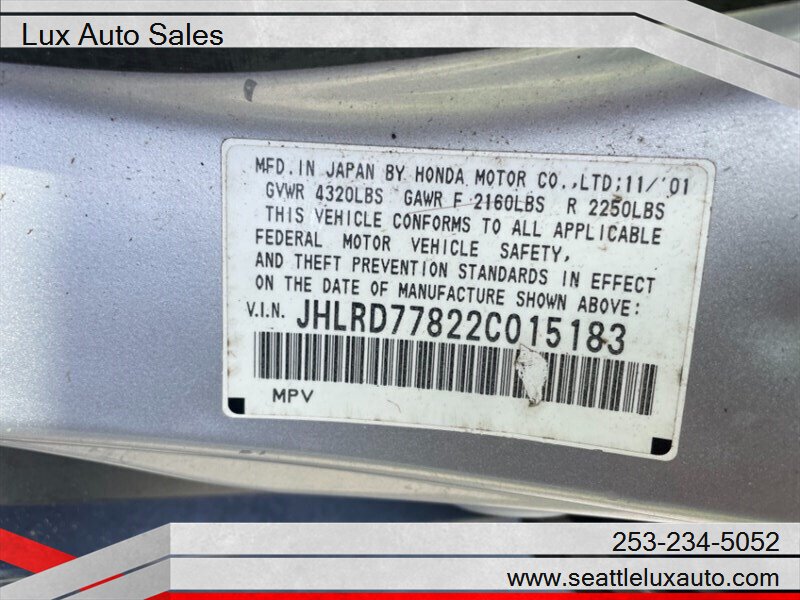 Lux Auto Sales
MFD. IN JAPAN BY HONDA MOTOR CO., LTD; 11/'01
GVWR 4320LBS GAWR F 2160LBS R 2250LBS
THIS VEHICLE CONFORMS TO ALL APPLICABLE
FEDERAL MOTOR VEHICLE SAFETY,
AND THEFT PREVENTION STANDARDS IN EFFECT
ON THE DATE OF MANUFACTURE SHOWN ABOVE:
V.I.N. JHLRD77822C015183
MPV
253-234-5052
www.seattleluxauto.com